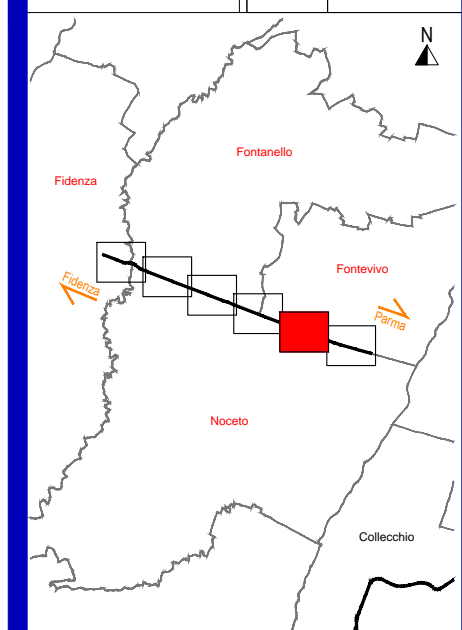 N
Fontanello
Fidenza
Fontevivo
Fidenza
Parma
Noceto
Collecchio